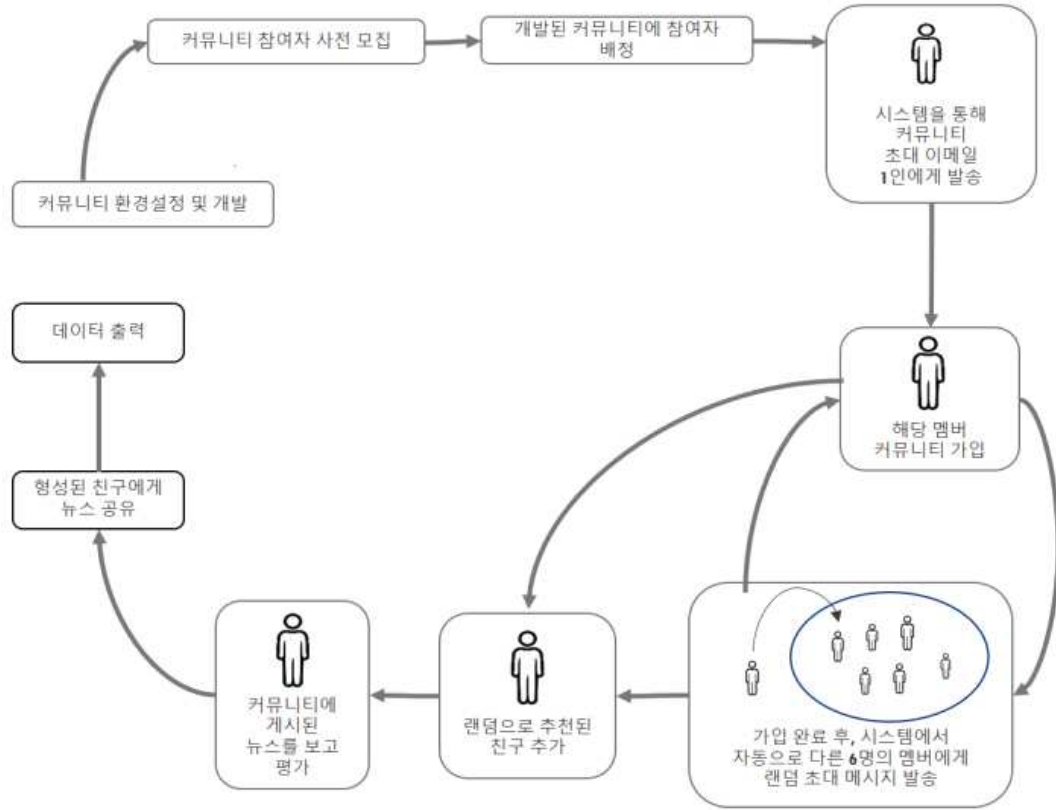 커뮤니티 참여자 사전 모집
개발된 커뮤니티에 참여자
배정
시스템을 통해
커뮤니티
초대 이메일
1인에게 발송
커뮤니티 환경설정 및 개발
데이터 출력
해당 멤버
커뮤니티 가입
형성된 친구에게
뉴스 공유
커뮤니티에
게시된
뉴스를 보고
평가
랜덤으로 추천된
친구 추가
가입 완료 후, 시스템에서
자동으로 다른 6명의 멤버에게
랜덤 초대 메시지 발송